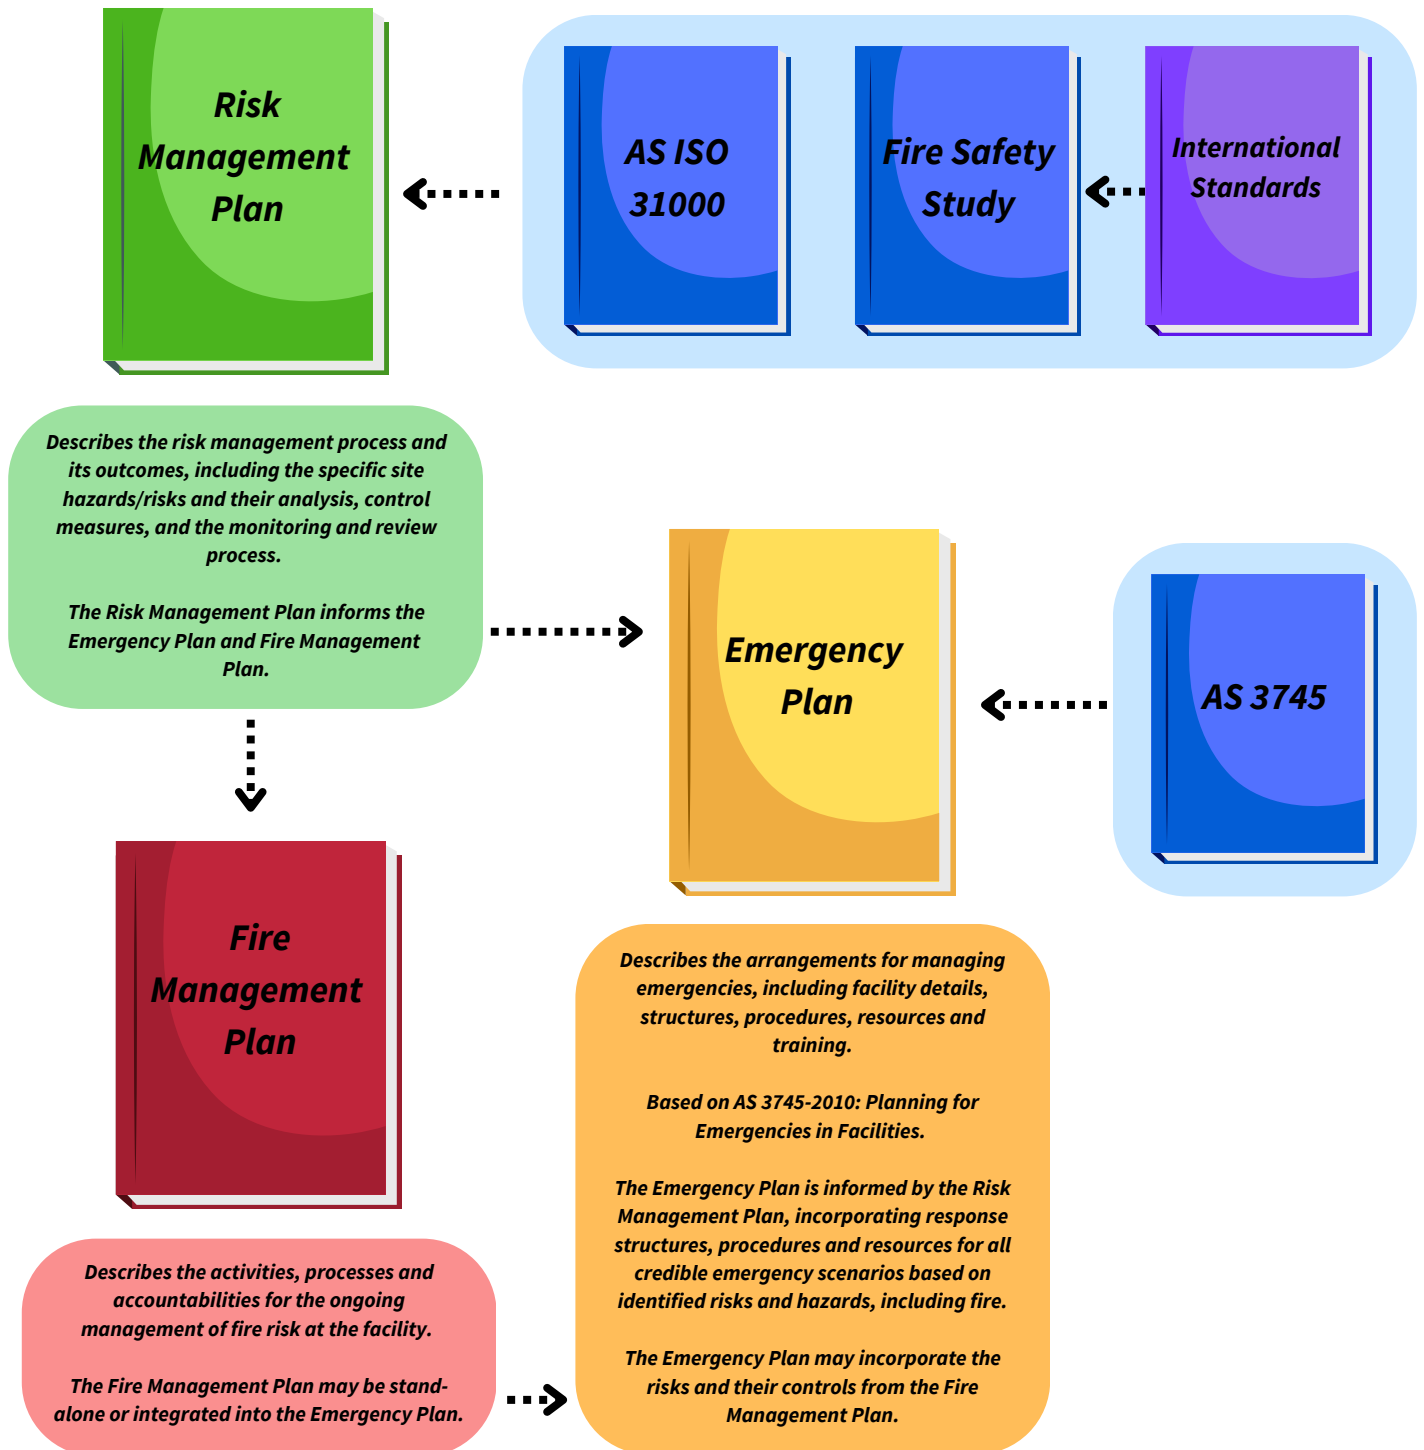 Risk
Management
Plan
AS ISO
31000
Fire Safety
Study
International
Standards
Describes the risk management process and
its outcomes, including the specific site
hazards/risks and their analysis, control
measures, and the monitoring and review
process.
The Risk Management Plan informs the
Emergency Plan and Fire Management
Plan.
Emergency
Plan
AS 3745
Fire
Management
Plan
Describes the activities, processes and
accountabilities for the ongoing
management of fire risk at the facility.
The Fire Management Plan may be stand-
alone or integrated into the Emergency Plan.
Describes the arrangements for managing
emergencies, including facility details,
structures, procedures, resources and
training.
Based on AS 3745-2010: Planning for
Emergencies in Facilities.
The Emergency Plan is informed by the Risk
Management Plan, incorporating response
structures, procedures and resources for all
credible emergency scenarios based on
identified risks and hazards, including fire.
The Emergency Plan may incorporate the
risks and their controls from the Fire
Management Plan.